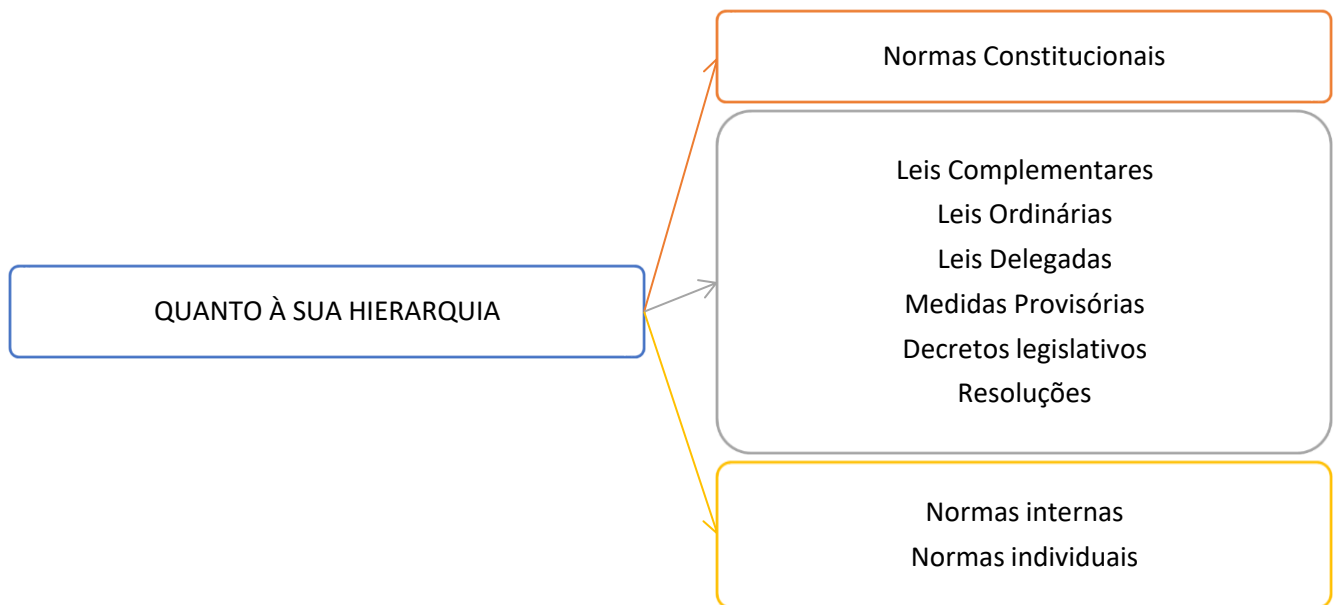 Normas Constitucionais
Leis Complementares
Leis Ordinárias
Leis Delegadas
Medidas Provisórias
Decretos legislativos
Resoluções
QUANTO À SUA HIERARQUIA
Normas internas
Normas individuais